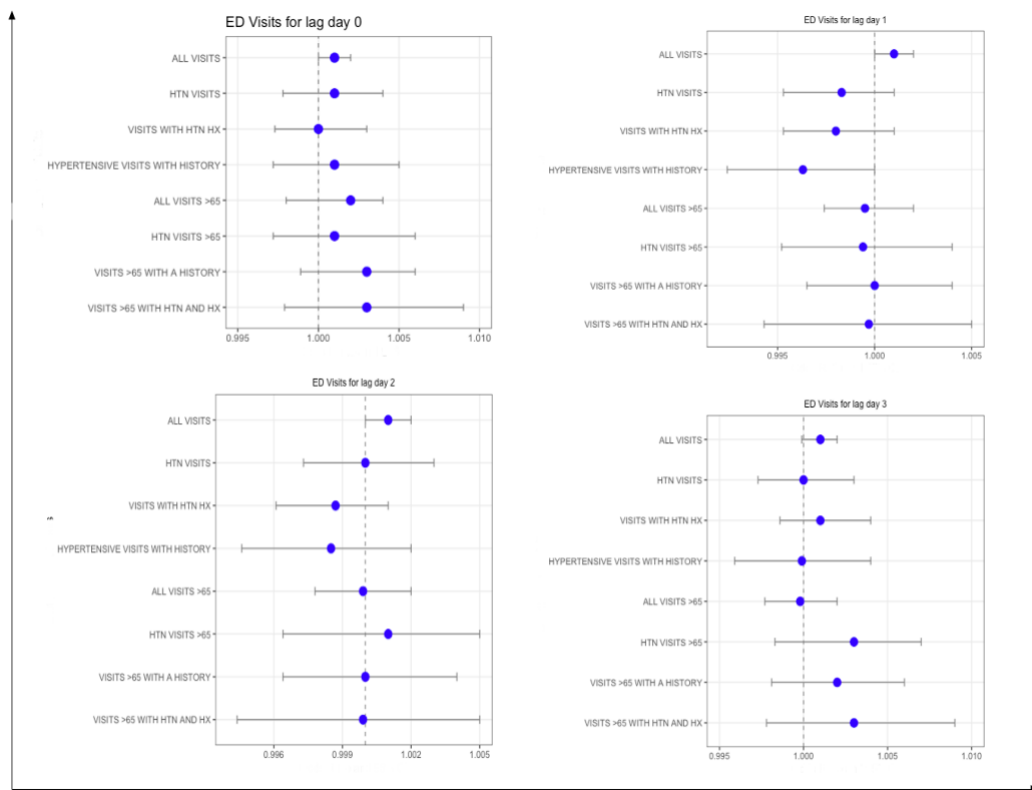 ED Visits for lag day 0
ALL VISITS
HTN VISITS
VISITS WITH HTN HX
HYPERTENSIVE VISITS WITH HISTORY
ALL VISITS >65
HTN VISITS >65
VISITS >65 WITH A HISTORY
VISITS >65 WITH HTN AND HX
0.995 1.000 1.005 1.010
ED Visits for lag day 1
ALL VISITS
HTN VISITS
VISITS WITH HTN HX
HYPERTENSIVE VISITS WITH HISTORY
ALL VISITS >65
HTN VISITS >65
VISITS >65 WITH A HISTORY
VISITS >65 WITH HTN AND HX
0.995 1.000 1.005
ED Visits for lag day 2
ALL VISITS
HTN VISITS
VISITS WITH HTN HX
HYPERTENSIVE VISITS WITH HISTORY
ALL VISITS >65
HTN VISITS >65
VISITS >65 WITH A HISTORY
VISITS >65 WITH HTN AND HX
0.996 0.999 1.002 1.005
ED Visits for lag day 3
ALL VISITS
HTN VISITS
VISITS WITH HTN HX
HYPERTENSIVE VISITS WITH HISTORY
ALL VISITS >65
HTN VISITS >65
VISITS >65 WITH A HISTORY
VISITS >65 WITH HTN AND HX
0.995 1.000 1.005 1.010